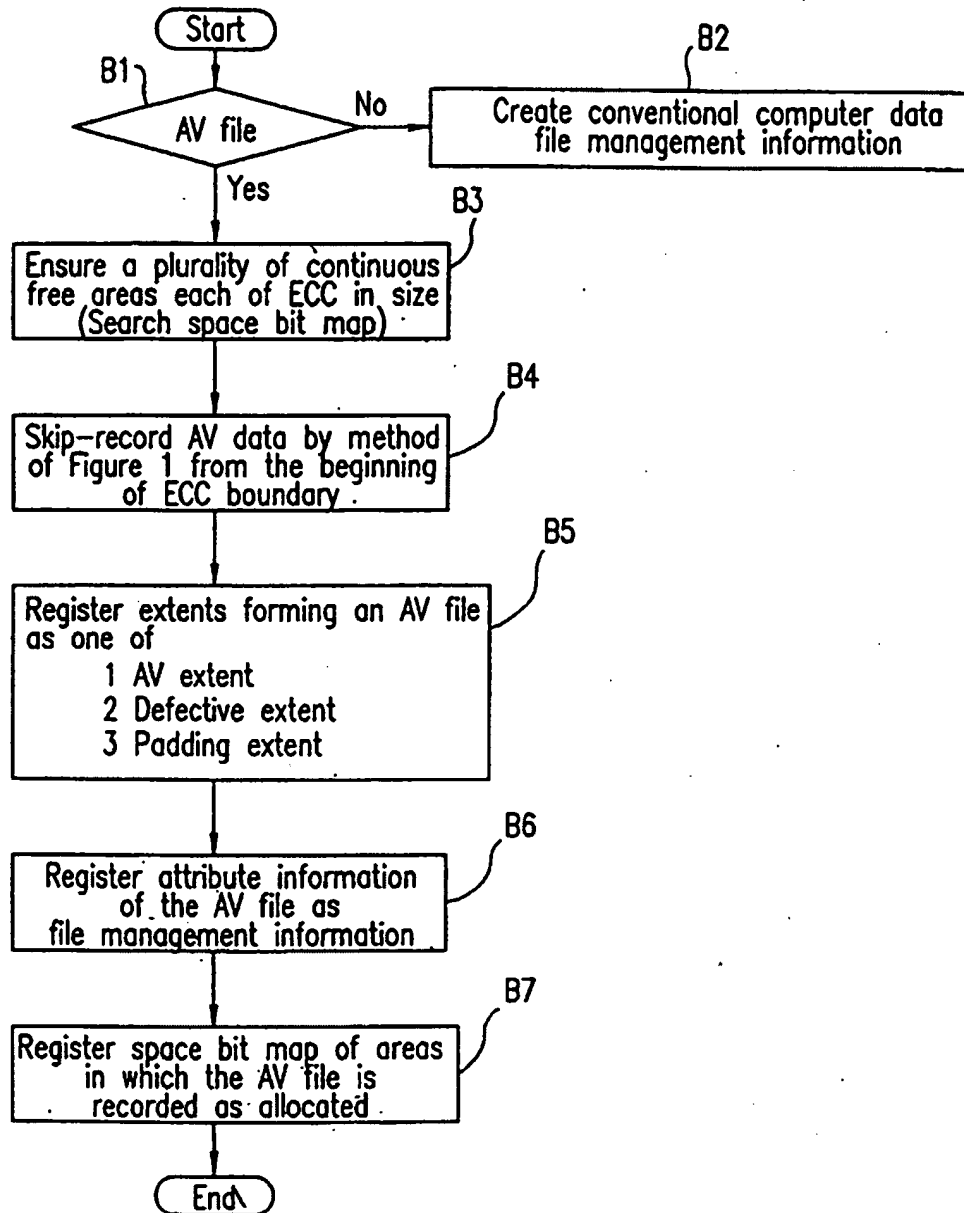 Start
B1
B2
AV file
No
Create conventional computer data
file management information
Yes
B3
Ensure a plurality of continuous
free areas each of ECC in size
(Search space bit map)
B4
Skip-record AV data by method
of Figure 1 from the beginning
of ECC boundary
B5
Register extents forming an AV file
as one of
1 AV extent
2 Defective extent
3 Padding extent
B6
Register attribute information
of the AV file as
file management information
B7
Register space bit map of areas
in which the AV file is
recorded as allocated
End